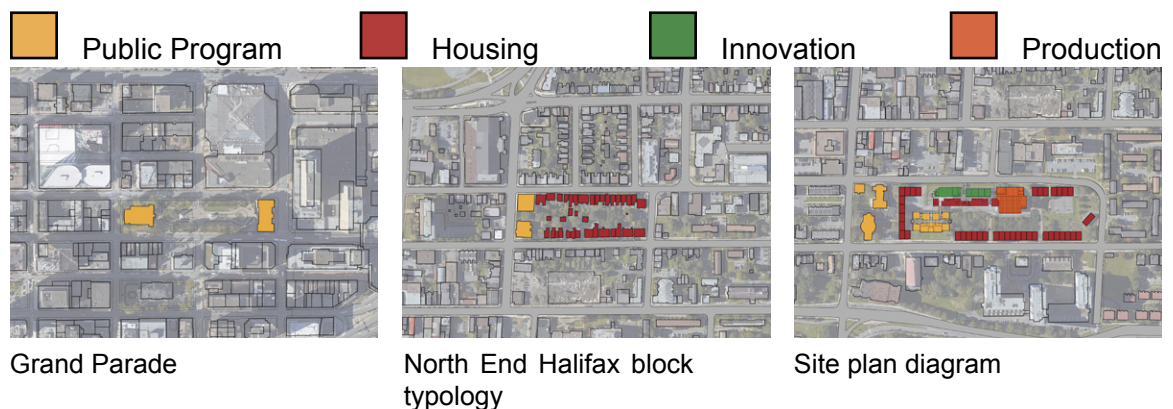 Public Program
Housing
Innovation
Production
Grand Parade
North End Halifax block
typology
Site plan diagram